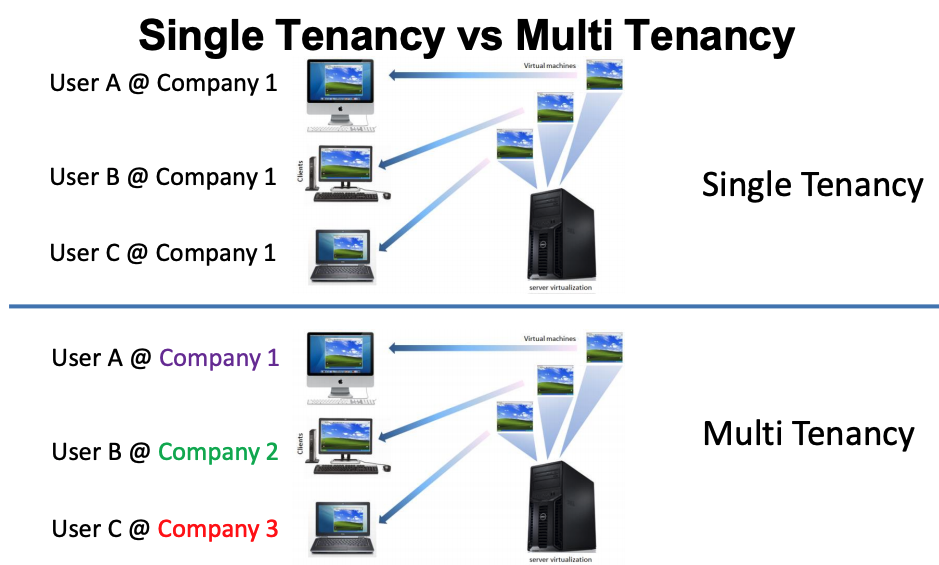 Single Tenancy vs Multi Tenancy
User A @ Company 1
Virtual machines
User B @ Company 1
Clients
Single Tenancy
User C @ Company 1
server virtualization
User A @ Company 1
Virtual machines
User B @ Company 2
Clients
Multi Tenancy
User C @ Company 3
server virtualization